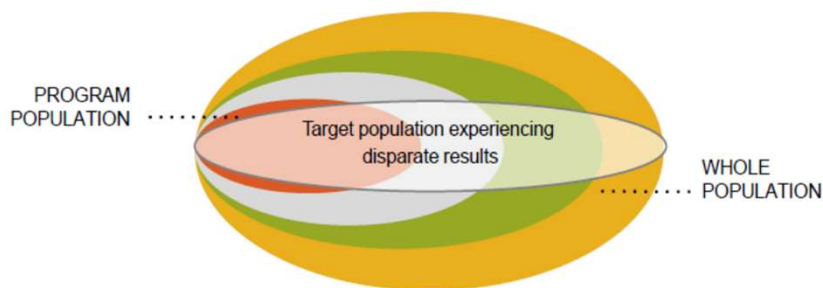 PROGRAM
POPULATION
Target population experiencing
disparate results
WHOLE
POPULATION